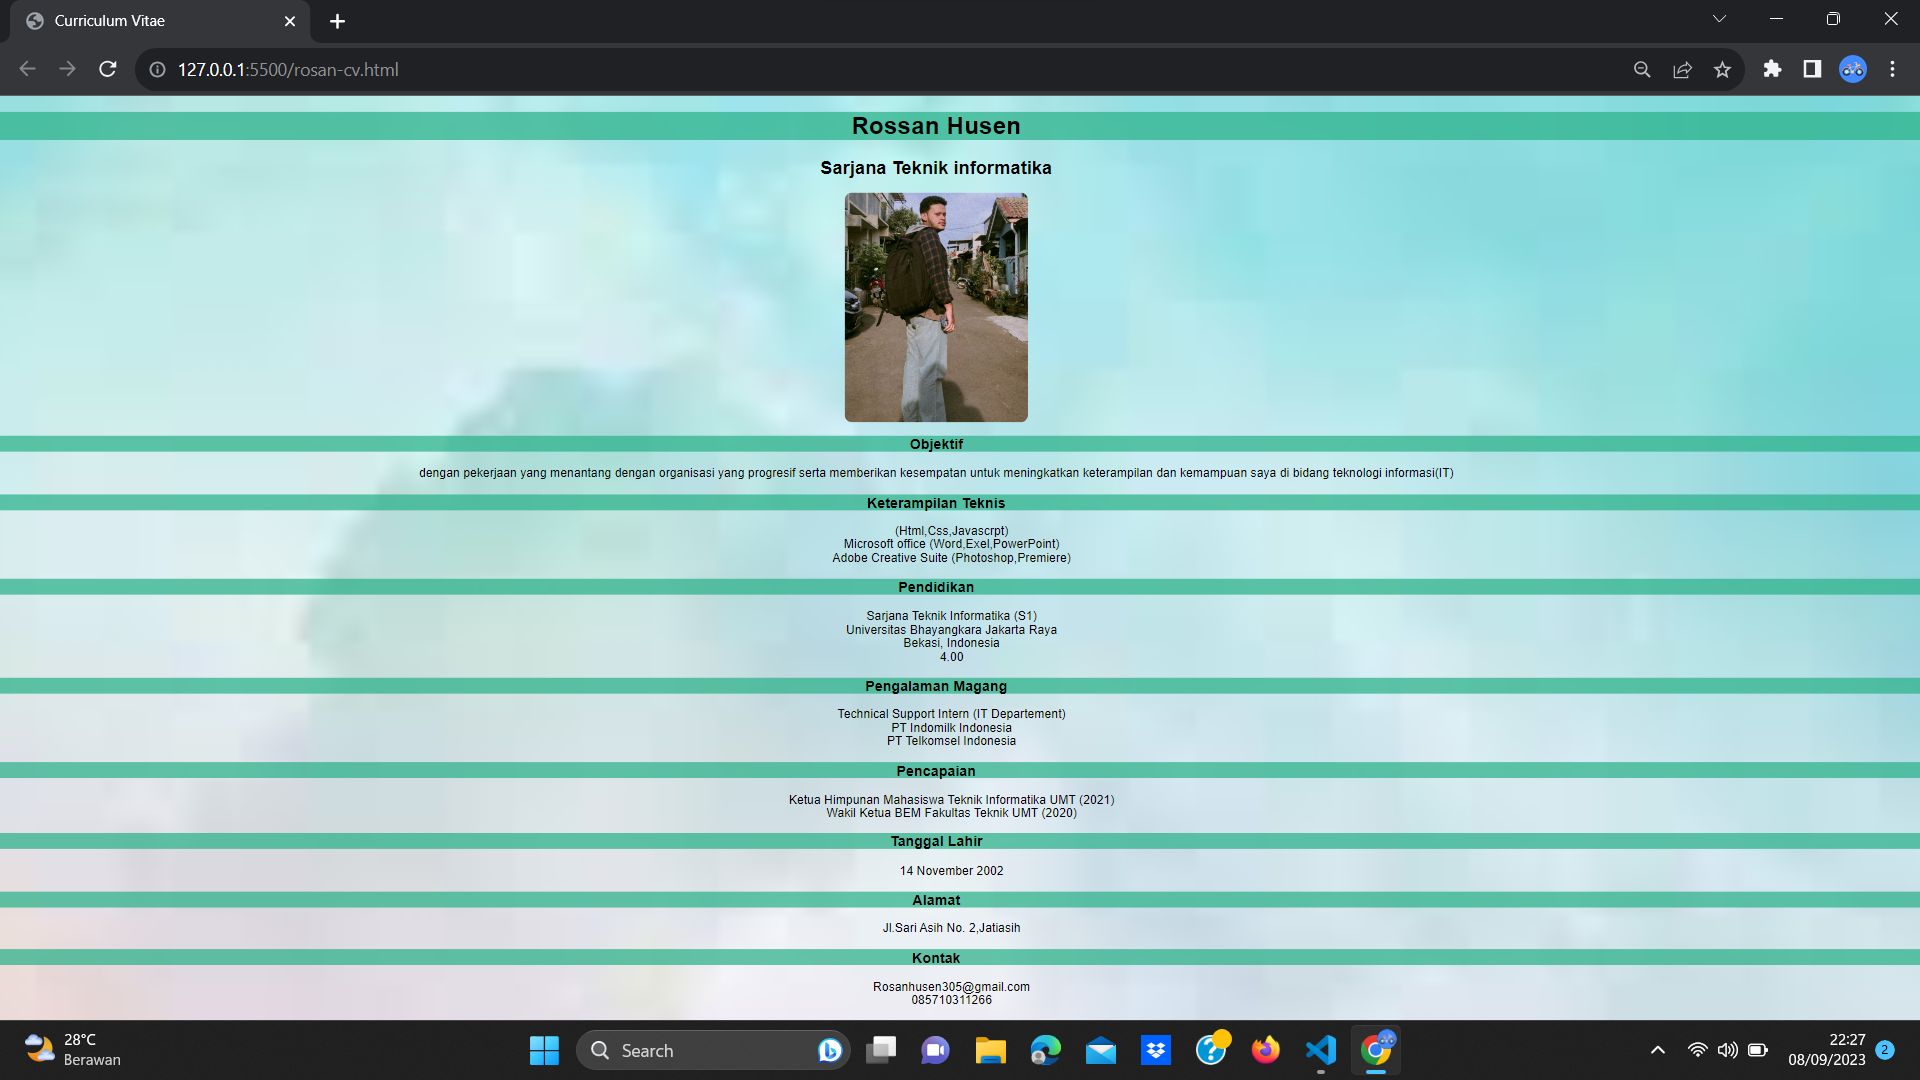 Curriculum Vitae
127.0.0.1:5500/rosan-cv.html
Rossan Husen
Sarjana Teknik informatika
Objektif
dengan pekerjaan yang menantang dengan organisasi yang progresif serta memberikan kesempatan untuk meningkatkan keterampilan dan kemampuan saya di bidang teknologi informasi(IT)
Keterampilan Teknis
(Html,Css,Javascrpt)
Microsoft office (Word,Exel,PowerPoint)
Adobe Creative Suite (Photoshop,Premiere)
Pendidikan
Sarjana Teknik Informatika (S1)
Universitas Bhayangkara Jakarta Raya
Bekasi, Indonesia
4.00
Pengalaman Magang
Technical Support Intern (IT Departement)
PT Indomilk Indonesia
PT Telkomsel Indonesia
Pencapaian
Ketua Himpunan Mahasiswa Teknik Informatika UMT (2021)
Wakil Ketua BEM Fakultas Teknik UMT (2020)
Tanggal Lahir
14 November 2002
Alamat
Jl.Sari Asih No. 2,Jatiasih
Kontak
Rosanhusen305@gmail.com
085710311266
28°C
Berawan
Search
22:27
08/09/2023
2